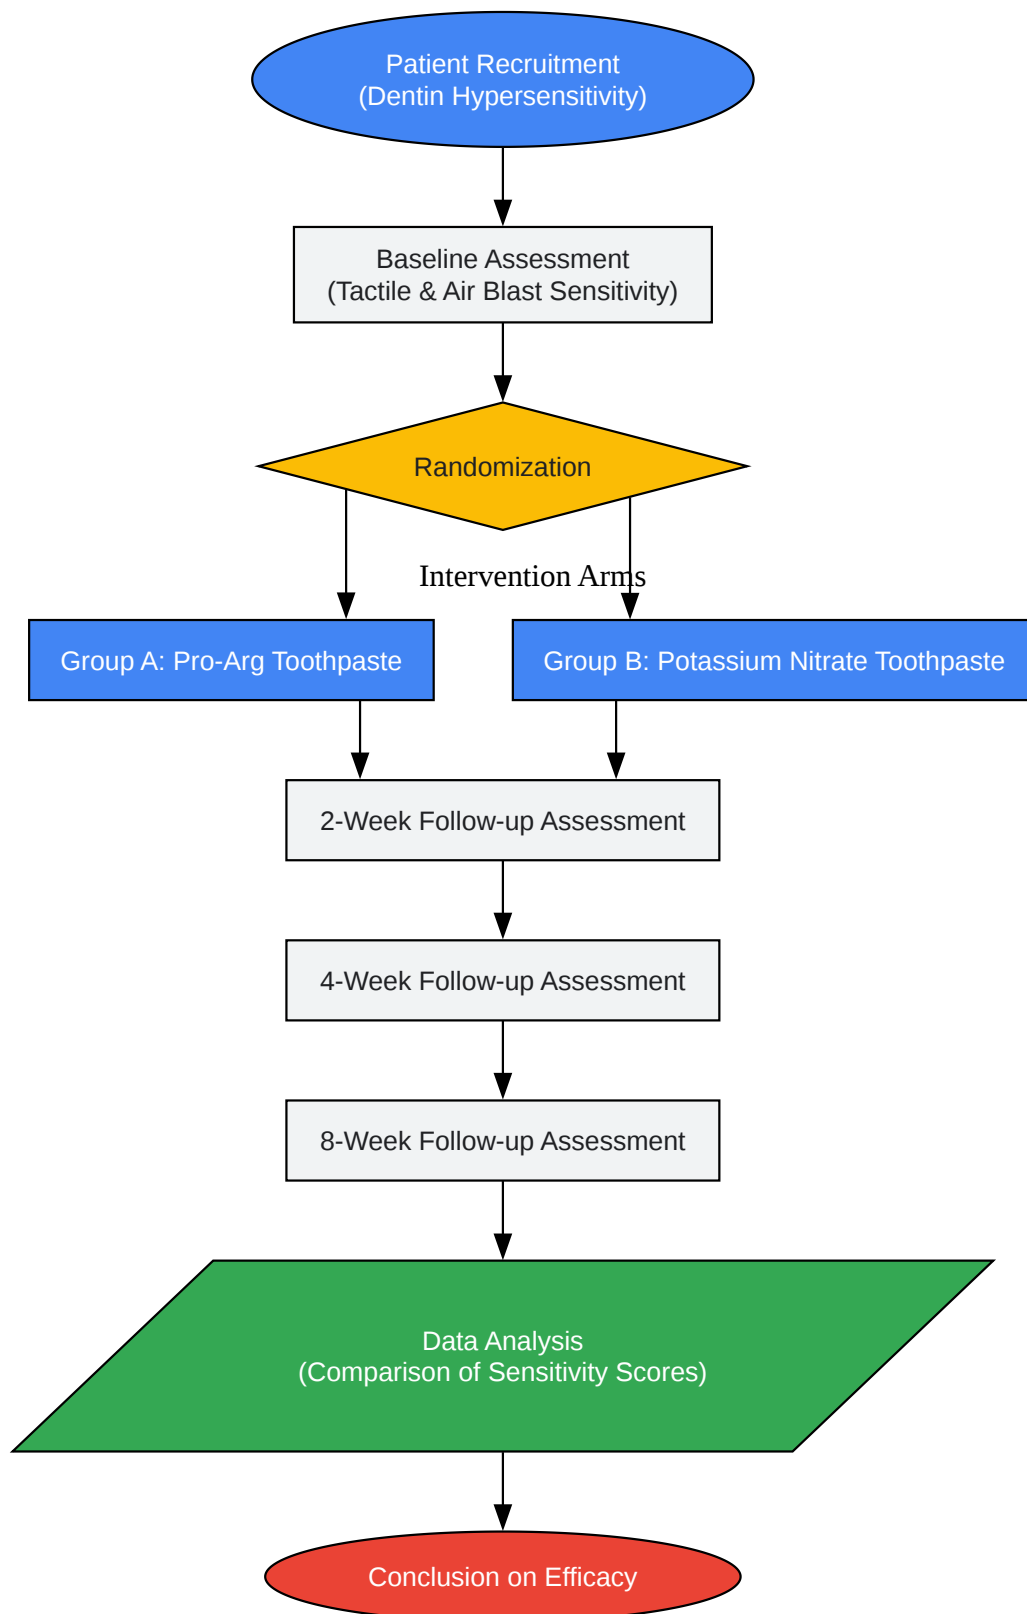 Patient Recruitment
(Dentin Hypersensitivity)
Baseline Assessment
(Tactile & Air Blast Sensitivity)
Randomization
Intervention Arms
Group A: Pro-Arg Toothpaste
Group B: Potassium Nitrate Toothpaste
2-Week Follow-up Assessment
4-Week Follow-up Assessment
8-Week Follow-up Assessment
Data Analysis
(Comparison of Sensitivity Scores)
Conclusion on Efficacy